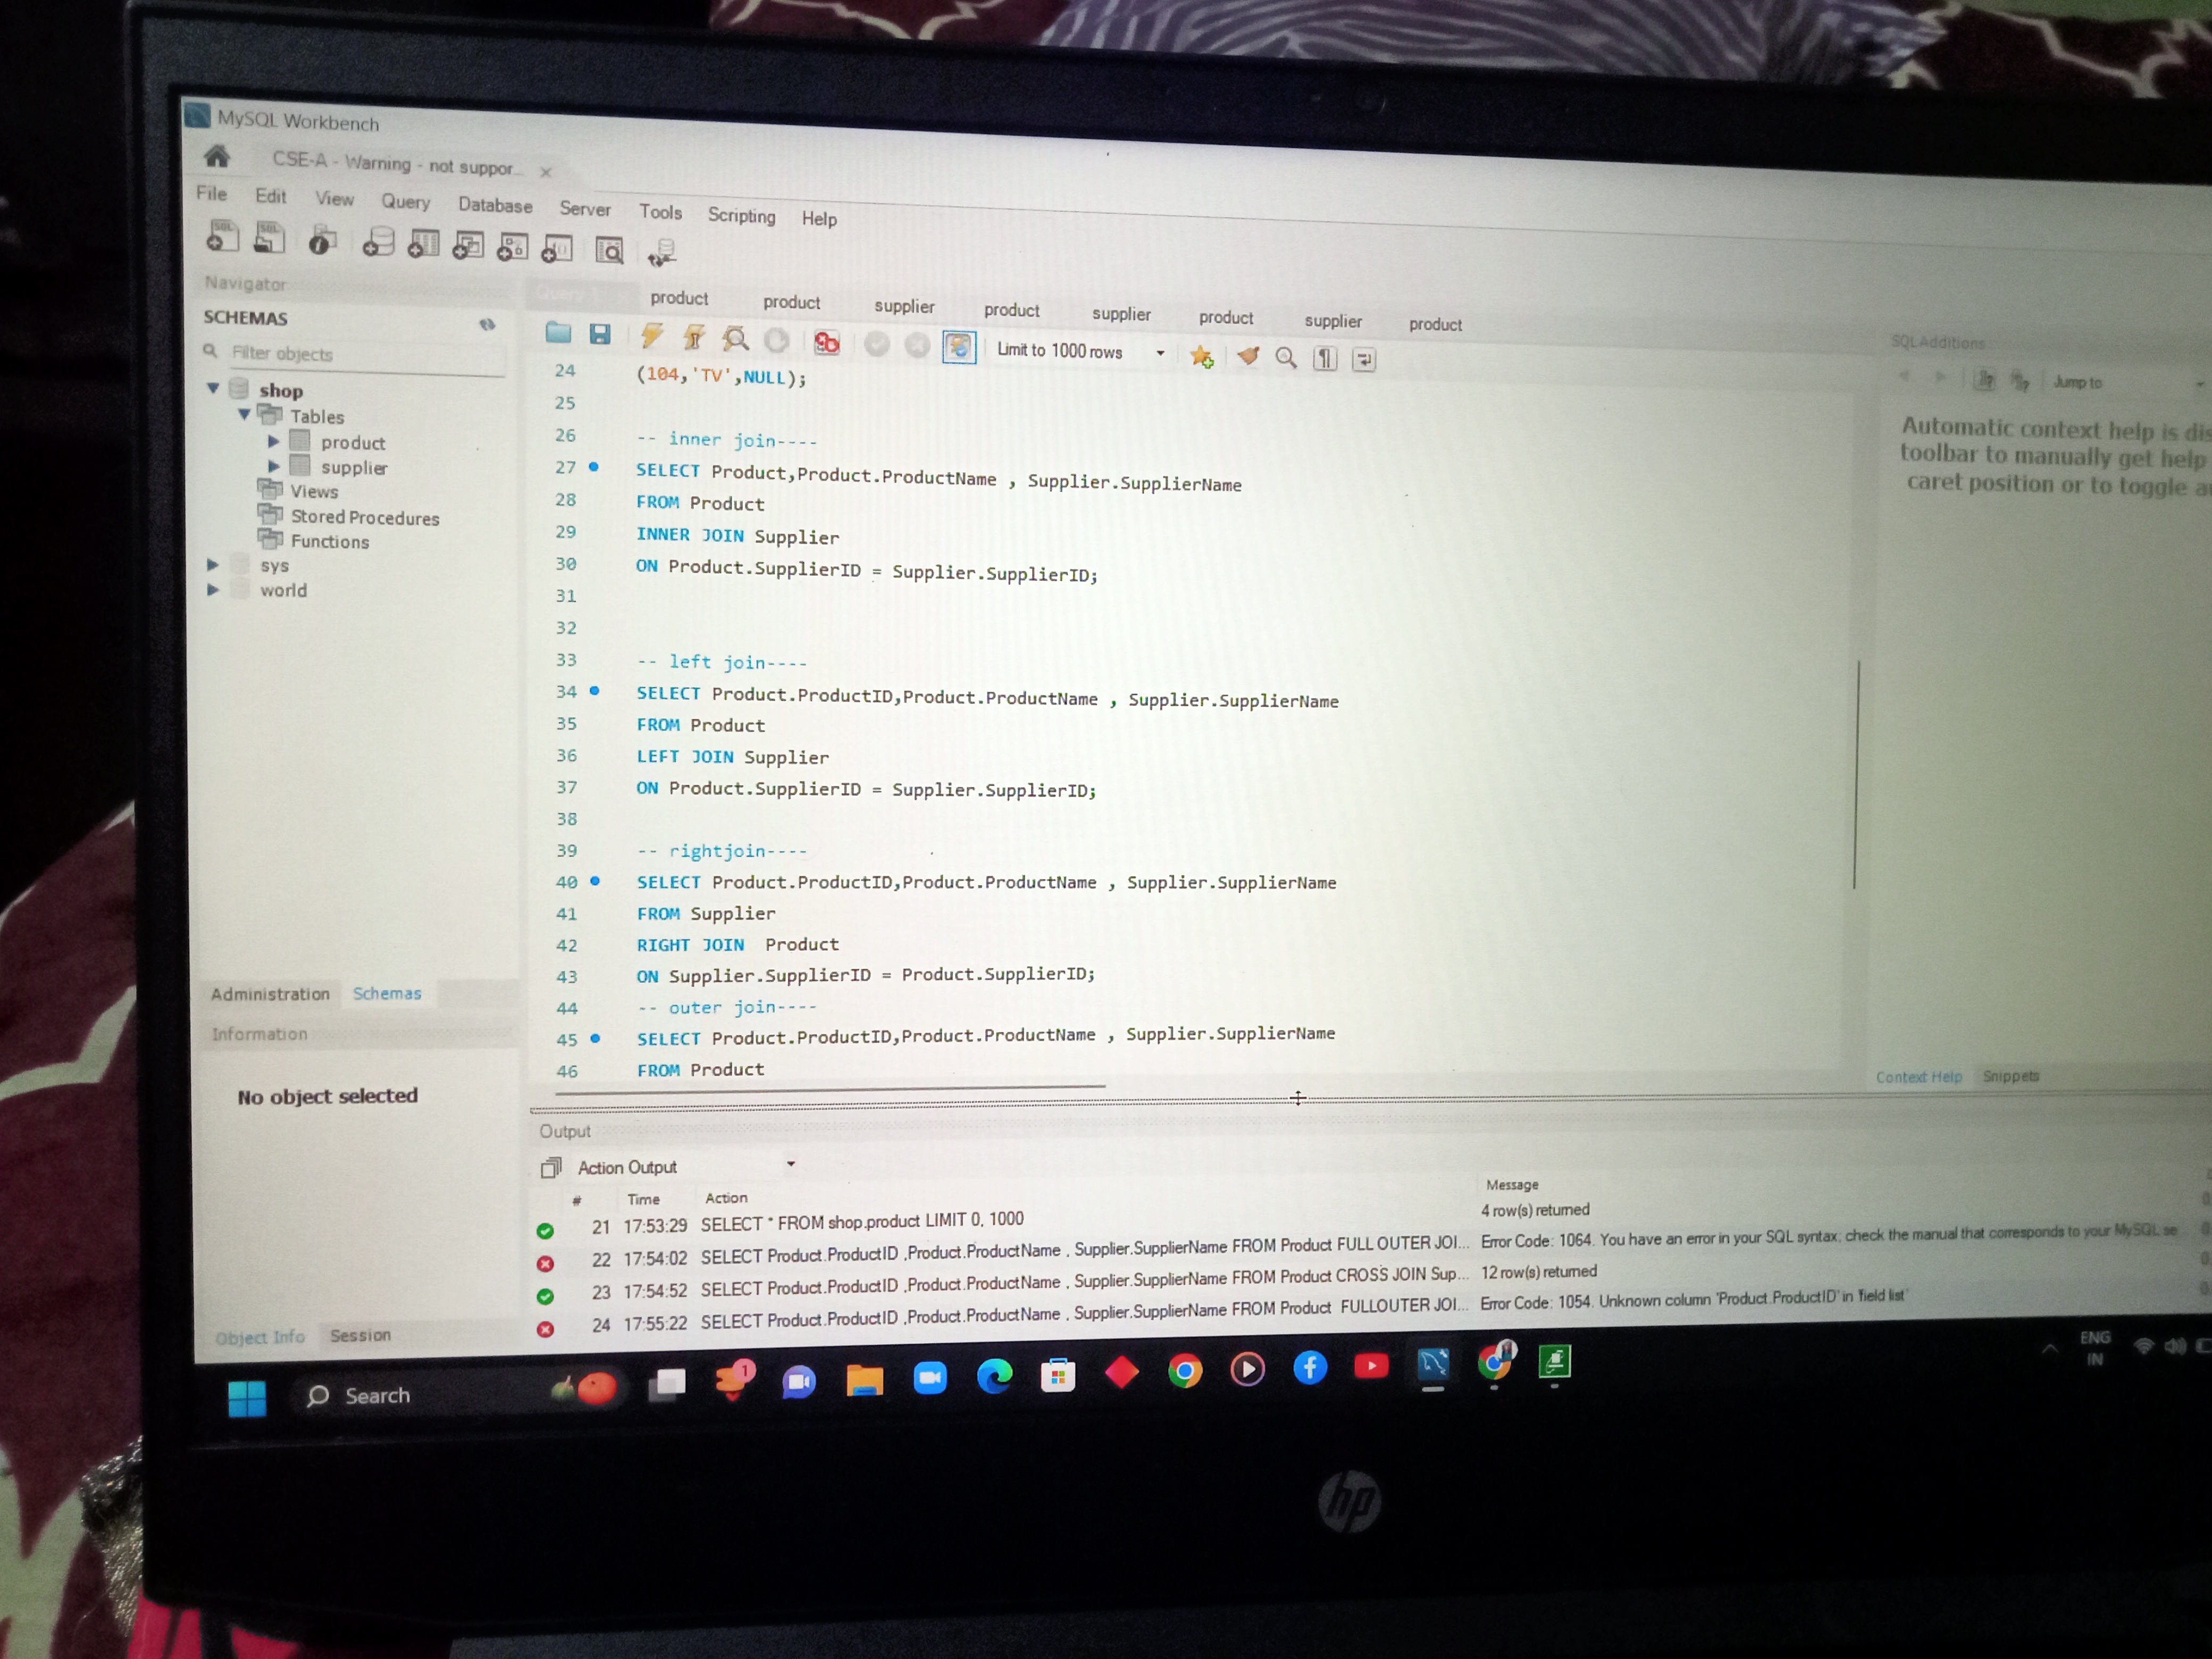 MySQL Workbench
CSE-A - Warning - not suppor...
File Edit View Query Database Server Tools Scripting Help
Navigator
SCHEMAS
Filter objects
shop
Tables
product
supplier
Views
Stored Procedures
Functions
sys
world
Administration Schemas
Information
No object selected
Object Info Session
product product supplier product supplier product supplier product
Limit to 1000 rows
24 (104,'TV',NULL);
25
26 -- inner join----
27 SELECT Product,Product.ProductName , Supplier.SupplierName
28 FROM Product
29 INNER JOIN Supplier
30 ON Product.SupplierID = Supplier.SupplierID;
31
32
33 -- left join----
34 SELECT Product.ProductID,Product.ProductName , Supplier.SupplierName
35 FROM Product
36 LEFT JOIN Supplier
37 ON Product.SupplierID = Supplier.SupplierID;
38
39 -- rightjoin----
40 SELECT Product.ProductID,Product.ProductName , Supplier.SupplierName
41 FROM Supplier
42 RIGHT JOIN  Product
43 ON Supplier.SupplierID = Product.SupplierID;
44 -- outer join----
45 SELECT Product.ProductID,Product.ProductName , Supplier.SupplierName
46 FROM Product
SQLAdditions
Jump to
Automatic context help is
toolbar to manually get help
caret position or to toggle
Context Help Snippets
Output
Action Output
# Time Action Message
21 17:53:29 SELECT * FROM shop.product LIMIT 0, 1000 4 row(s) returned
22 17:54:02 SELECT Product.ProductID ,Product.ProductName , Supplier.SupplierName FROM Product FULL OUTER JOI... Error Code: 1064. You have an error in your SQL syntax; check the manual that corresponds to your MySQL se
23 17:54:52 SELECT Product.ProductID ,Product.ProductName , Supplier.SupplierName FROM Product CROSS JOIN Sup... 12 row(s) returned
24 17:55:22 SELECT Product.ProductID ,Product.ProductName , Supplier.SupplierName FROM Product FULLOUTER JOI... Error Code: 1054. Unknown column 'Product.ProductID' in 'field list'
Search
1
ENG
IN
hp